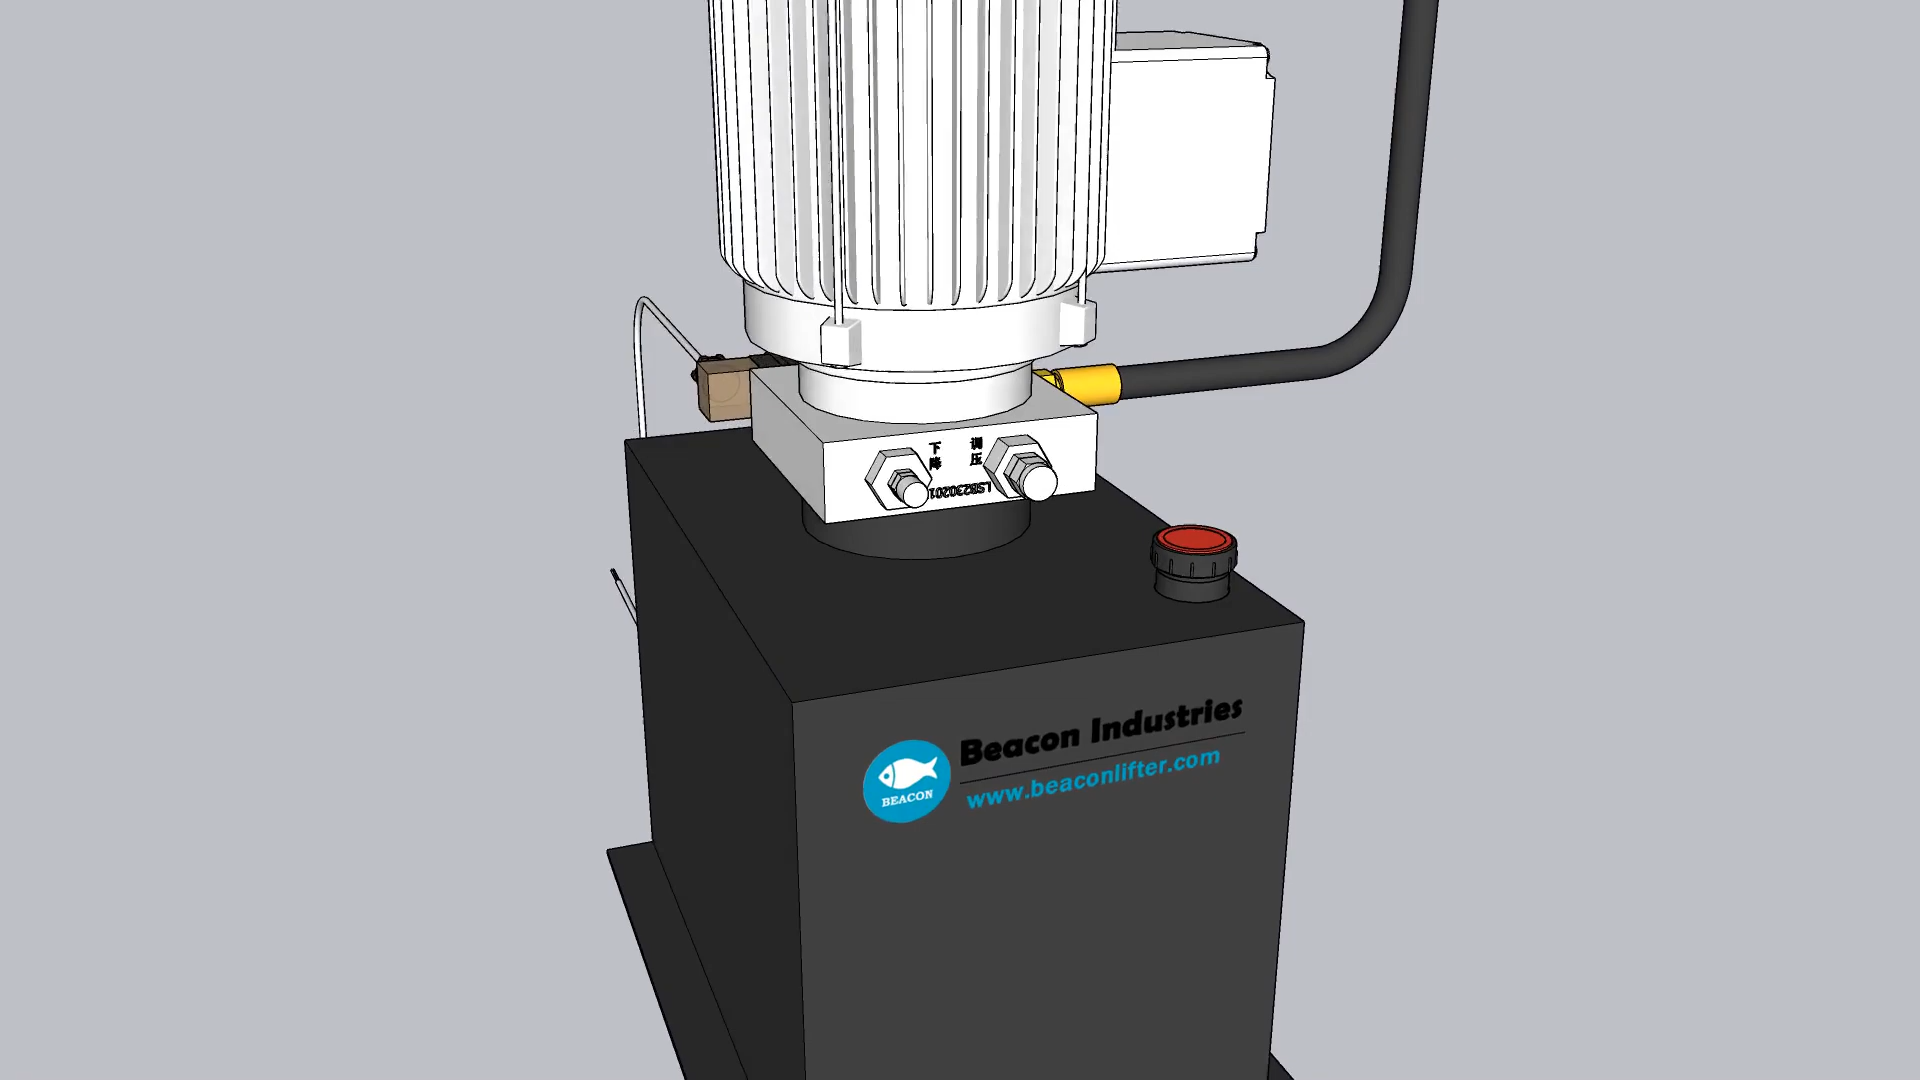 下降
调压
LSB230201
Beacon Industries
BEACON
www.beaconlifter.com